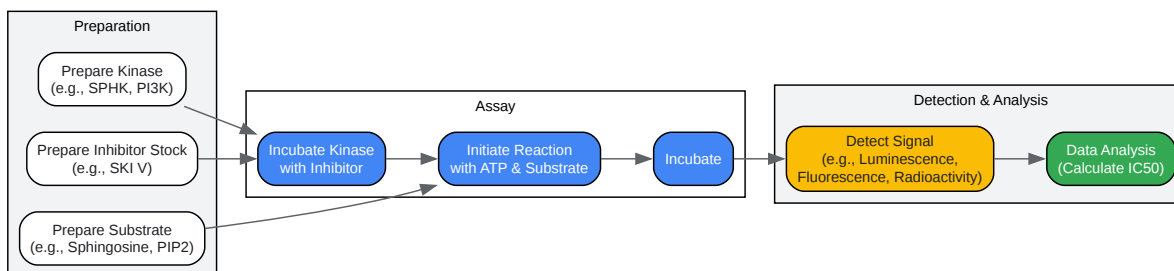 Preparation
Prepare Kinase
(e.g., SPHK, PI3K)
Prepare Inhibitor Stock
(e.g., SKI V)
Prepare Substrate
(e.g., Sphingosine, PIP2)
Assay
Incubate Kinase
with Inhibitor
Initiate Reaction
with ATP & Substrate
Incubate
Detection & Analysis
Detect Signal
(e.g., Luminescence,
Fluorescence, Radioactivity)
Data Analysis
(Calculate IC50)